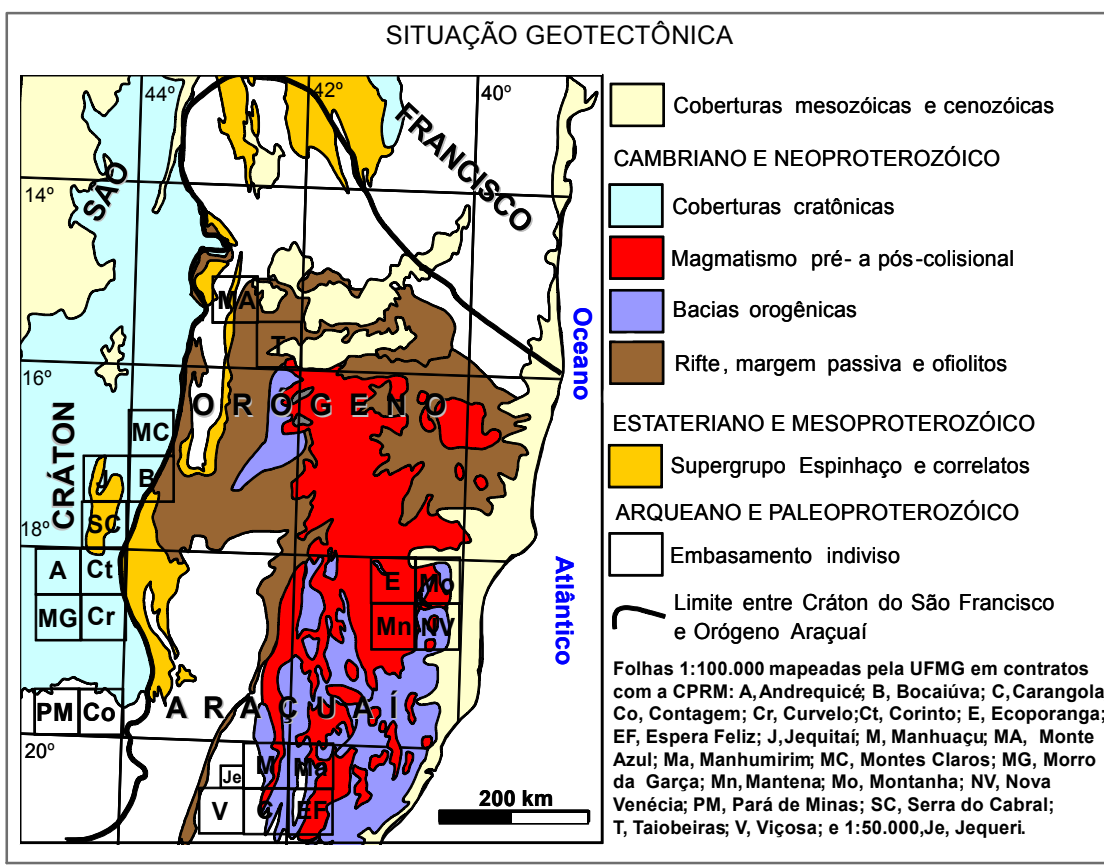 SITUAÇÃO GEOTECTÔNICA
44º
42º
40º
SÃO
FRANCISCO
14º
MA
T
Oceano
16º
ORÓGENO
CRÁTON
MC
J
B
SC
18º
A
Ct
E
Mo
Atlântico
MG
Cr
Mn
NV
PM
Co
ARAÇUAÍ
20º
M
Ma
Je
V
C
EF
200 km
Coberturas mesozóicas e cenozóicas
CAMBRIANO E NEOPROTEROZÓICO
Coberturas cratônicas
Magmatismo pré- a pós-colisional
Bacias orogênicas
Rifte, margem passiva e ofiolitos
ESTATERIANO E MESOPROTEROZÓICO
Supergrupo Espinhaço e correlatos
ARQUEANO E PALEOPROTEROZÓICO
Embasamento indiviso
Limite entre Cráton do São Francisco
e Orógeno Araçuaí
Folhas 1:100.000 mapeadas pela UFMG em contratos
com a CPRM: A, Andrequicé; B, Bocaiúva; C, Carangola
Co, Contagem; Cr, Curvelo;Ct, Corinto; E, Ecoporanga;
EF, Espera Feliz; J,Jequitaí; M, Manhuaçu; MA, Monte
Azul; Ma, Manhumirim; MC, Montes Claros; MG, Morro
da Garça; Mn, Mantena; Mo, Montanha; NV, Nova
Venécia; PM, Pará de Minas; SC, Serra do Cabral;
T, Taiobeiras; V, Viçosa; e 1:50.000,Je, Jequeri.